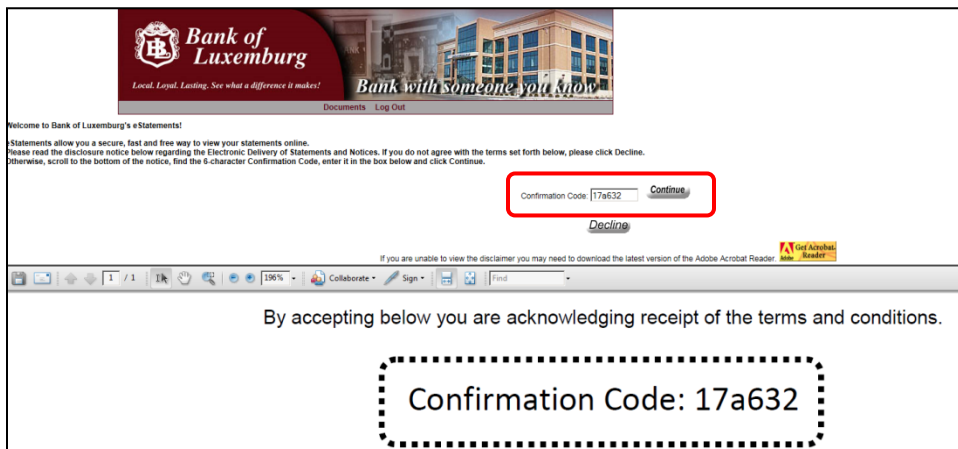 Bank of
Luxemburg
Local. Loyal. Lasting. See what a difference it makes!
Bank with someone you know
Documents Log Out
Welcome to Bank of Luxemburg's eStatements!
eStatements allow you a secure, fast and free way to view your statements online.
Please read the disclosure notice below regarding the Electronic Delivery of Statements and Notices. If you do not agree with the terms set forth below, please click Decline.
Otherwise, scroll to the bottom of the notice, find the 6-character Confirmation Code, enter it in the box below and click Continue.
Confirmation Code: 17a632 Continue
Decline
If you are unable to view the disclaimer you may need to download the latest version of the Adobe Acrobat Reader. Adobe Get Acrobat Reader
1 / 1 196% Collaborate Sign Find
By accepting below you are acknowledging receipt of the terms and conditions.
Confirmation Code: 17a632